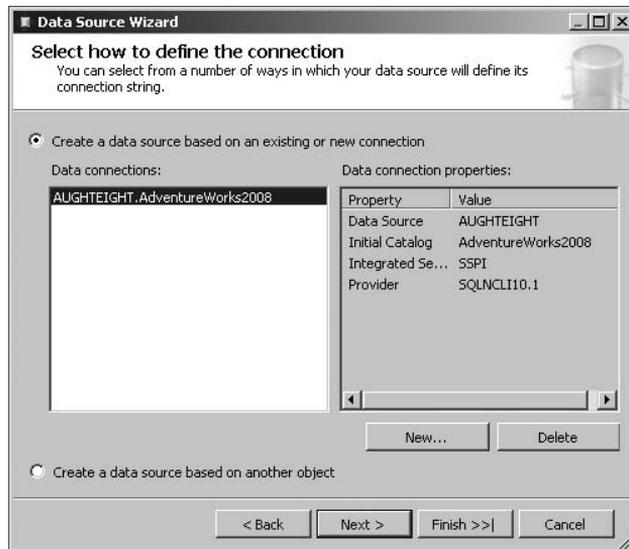 Data Source Wizard
Select how to define the connection
You can select from a number of ways in which your data source will define its
connection string.
Create a data source based on an existing or new connection
Data connections:
AUGHTEIGHT.AdventureWorks2008
Data connection properties:
Property Value
Data Source AUGHTEIGHT
Initial Catalog AdventureWorks2008
Integrated Se... SSPI
Provider SQLNCLI10.1
New... Delete
Create a data source based on another object
< Back Next > Finish >>| Cancel